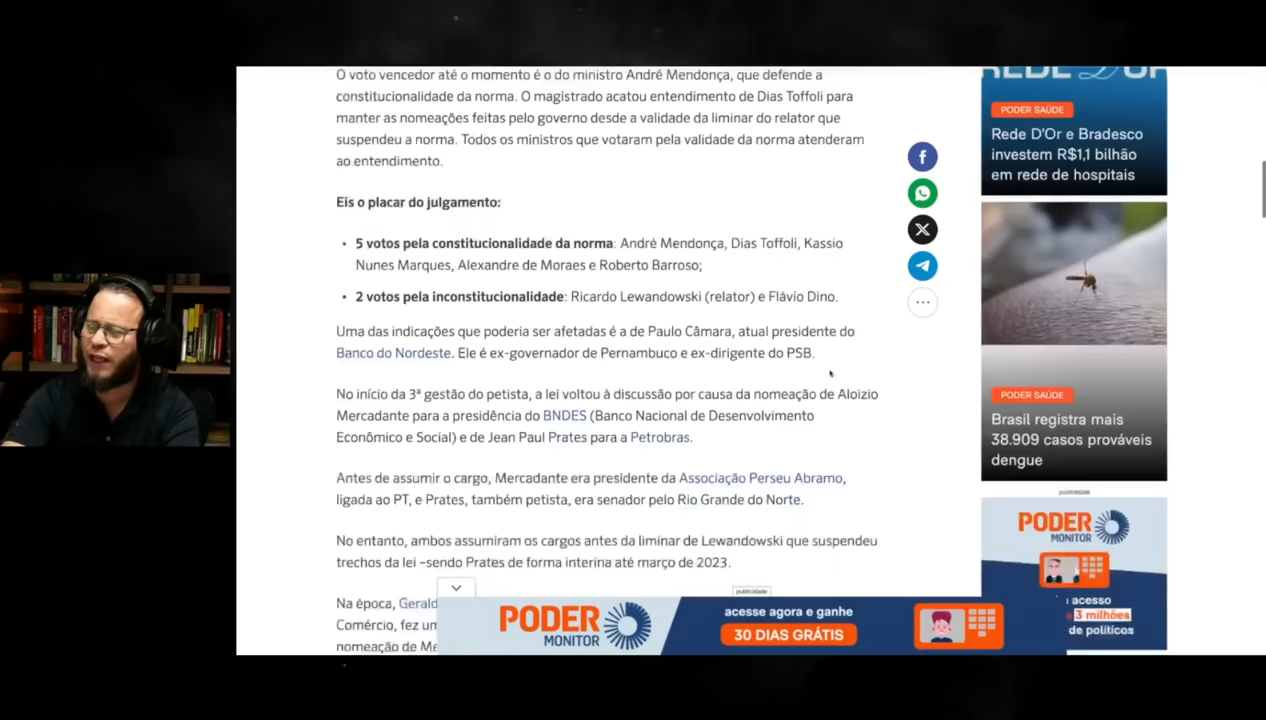 O voto vencedor até o momento é o do ministro André Mendonça, que defende a
constitucionalidade da norma. O magistrado acatou entendimento de Dias Toffoli para
manter as nomeações feitas pelo governo desde a validade da liminar do relator que
suspendeu a norma. Todos os ministros que votaram pela validade da norma atenderam
ao entendimento.
Eis o placar do julgamento:
• 5 votos pela constitucionalidade da norma: André Mendonça, Dias Toffoli, Kassio
Nunes Marques, Alexandre de Moraes e Roberto Barroso;
• 2 votos pela inconstitucionalidade: Ricardo Lewandowski (relator) e Flávio Dino.
Uma das indicações que poderia ser afetadas é a de Paulo Câmara, atual presidente do
Banco do Nordeste. Ele é ex-governador de Pernambuco e ex-dirigente do PSB.
No início da 3ª gestão do petista, a lei voltou à discussão por causa da nomeação de Aloizio
Mercadante para a presidência do BNDES (Banco Nacional de Desenvolvimento
Econômico e Social) e de Jean Paul Prates para a Petrobras.
Antes de assumir o cargo, Mercadante era presidente da Associação Perseu Abramo,
ligada ao PT, e Prates, também petista, era senador pelo Rio Grande do Norte.
No entanto, ambos assumiram os cargos antes da liminar de Lewandowski que suspendeu
trechos da lei –sendo Prates de forma interina até março de 2023.
Na época, Gerald
Comércio, fez um
nomeação de Me
REDE D'OR
PODER SAÚDE
Rede D'Or e Bradesco
investem R$1,1 bilhão
em rede de hospitais
PODER SAÚDE
Brasil registra mais
38.909 casos prováveis
dengue
publicidade
PODER
MONITOR
acesso
3 milhões
de políticos
publicidade
PODER
MONITOR
acesse agora e ganhe
30 DIAS GRÁTIS